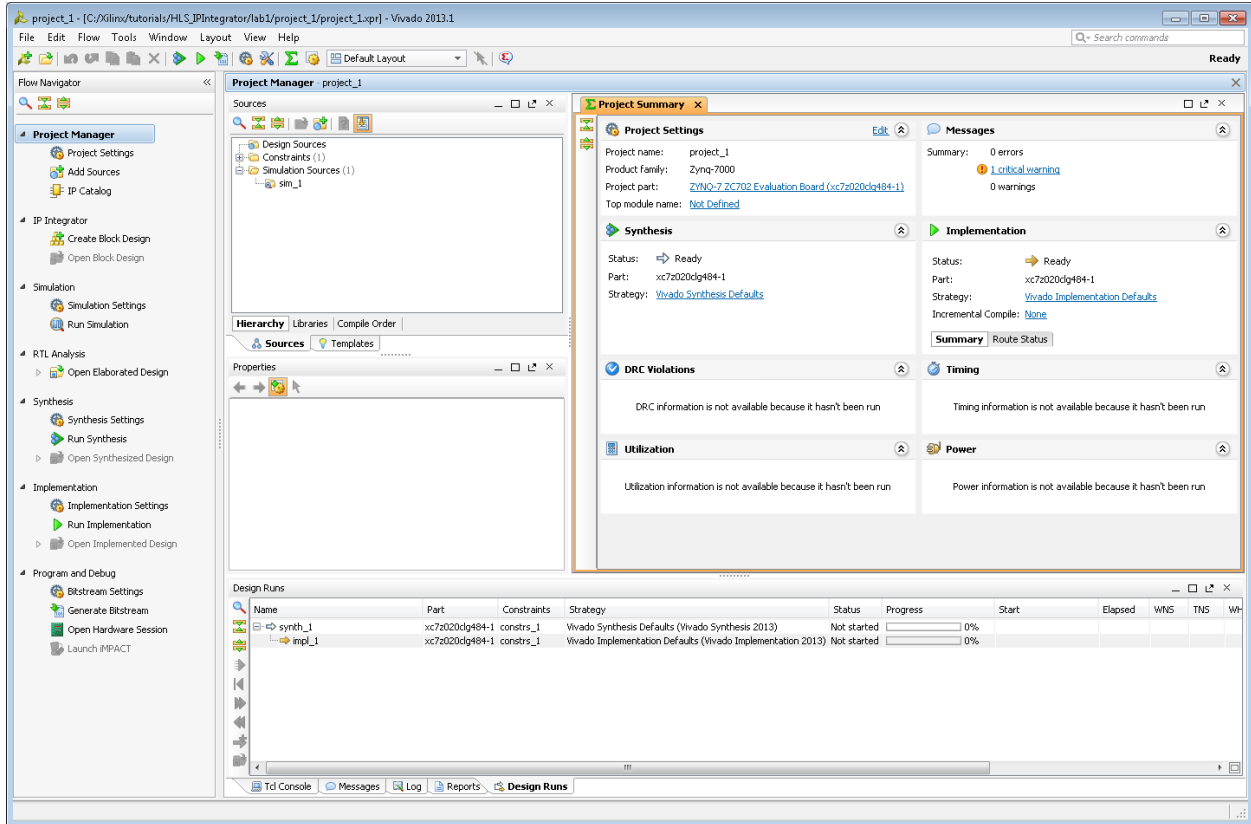 project_1 - [C:/Xilinx/tutorials/HLS_IPIntegrator/lab1/project_1/project_1.xpr] - Vivado 2013.1
File Edit Flow Tools Window Layout View Help
Search commands
Default Layout
Ready
Flow Navigator
Project Manager
Project Settings
Add Sources
IP Catalog
IP Integrator
Create Block Design
Open Block Design
Simulation
Simulation Settings
Run Simulation
RTL Analysis
Open Elaborated Design
Synthesis
Synthesis Settings
Run Synthesis
Open Synthesized Design
Implementation
Implementation Settings
Run Implementation
Open Implemented Design
Program and Debug
Bitstream Settings
Generate Bitstream
Open Hardware Session
Launch iMPACT
Project Manager - project_1
Sources
Design Sources
Constraints (1)
Simulation Sources (1)
sim_1
Hierarchy Libraries Compile Order
Sources Templates
Properties
Project Summary
Project Settings Edit
Project name: project_1
Product family: Zynq-7000
Project part: ZYNQ-7 ZC702 Evaluation Board (xc7z020clg484-1)
Top module name: Not Defined
Messages
Summary: 0 errors
1 critical warning
0 warnings
Synthesis
Status: Ready
Part: xc7z020clg484-1
Strategy: Vivado Synthesis Defaults
Implementation
Status: Ready
Part: xc7z020clg484-1
Strategy: Vivado Implementation Defaults
Incremental Compile: None
Summary Route Status
DRC Violations
DRC information is not available because it hasn't been run
Timing
Timing information is not available because it hasn't been run
Utilization
Utilization information is not available because it hasn't been run
Power
Power information is not available because it hasn't been run
Design Runs
Name Part Constraints Strategy Status Progress Start Elapsed WNS TNS WH
synth_1 xc7z020clg484-1 constrs_1 Vivado Synthesis Defaults (Vivado Synthesis 2013) Not started 0%
impl_1 xc7z020clg484-1 constrs_1 Vivado Implementation Defaults (Vivado Implementation 2013) Not started 0%
Tcl Console Messages Log Reports Design Runs